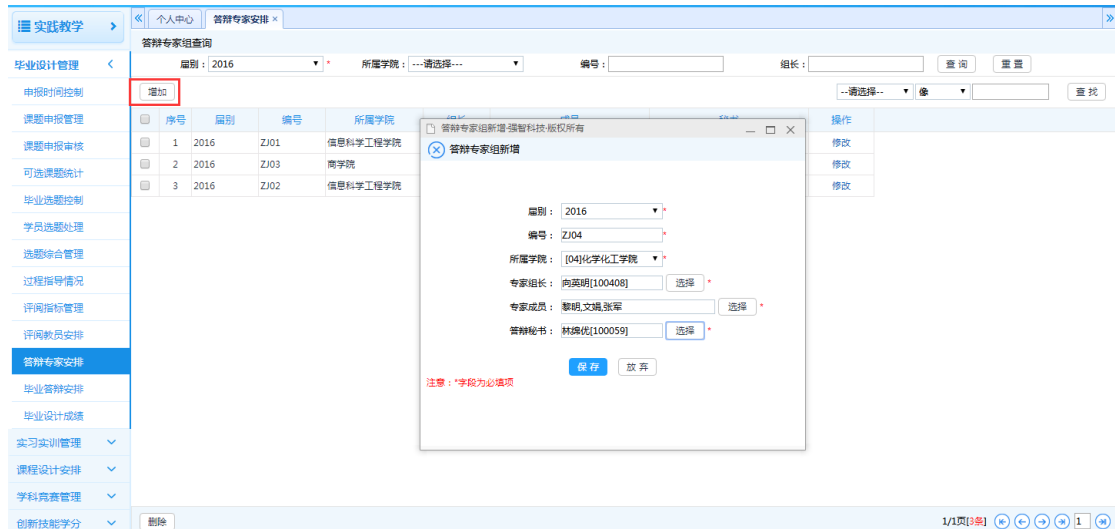 实践教学
个人中心 答辩专家安排 ×
答辩专家组查询
毕业设计管理
届别： 2016 * 所属学院： ---请选择--- 编号： 组长： 查 询 重 置
申报时间控制
增加 --请选择-- 像 查 找
课题申报管理
序号 届别 编号 所属学院 操作
课题申报审核
1 2016 ZJ01 信息科学工程学院 修改
可选课题统计
2 2016 ZJ03 商学院 修改
毕业选题控制
3 2016 ZJ02 信息科学工程学院 修改
学员选题处理
选题综合管理
过程指导情况
评阅指标管理
评阅教员安排
答辩专家安排
毕业答辩安排
毕业设计成绩
实习实训管理
课程设计安排
学科竞赛管理
创新技能学分
答辩专家组新增-强智科技-版权所有
答辩专家组新增
届别： 2016 *
编号： ZJ04 *
所属学院： [04]化学化工学院 *
专家组长： 向英明[100408] 选择 *
专家成员： 黎明,文娟,张军 选择 *
答辩秘书： 林绵优[100059] 选择 *
保 存 放 弃
注意：*字段为必填项
删除 1/1页[3条] 1